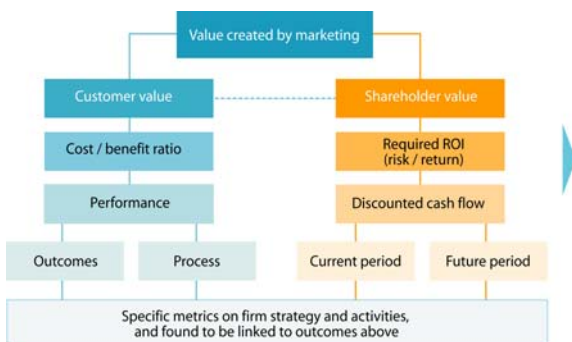 Value created by marketing
Customer value
Shareholder value
Cost / benefit ratio
Required ROI
(risk / return)
Performance
Discounted cash flow
Outcomes
Process
Current period
Future period
Specific metrics on firm strategy and activities,
and found to be linked to outcomes above